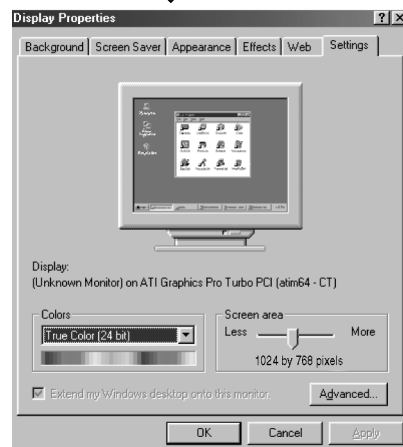 Display Properties
Background Screen Saver Appearance Effects Web Settings
Display:
(Unknown Monitor) on ATI Graphics Pro Turbo PCI (atim64 - CT)
Colors
True Color (24 bit)
Screen area
Less More
1024 by 768 pixels
Extend my Windows desktop onto this monitor.
Advanced...
OK Cancel Apply